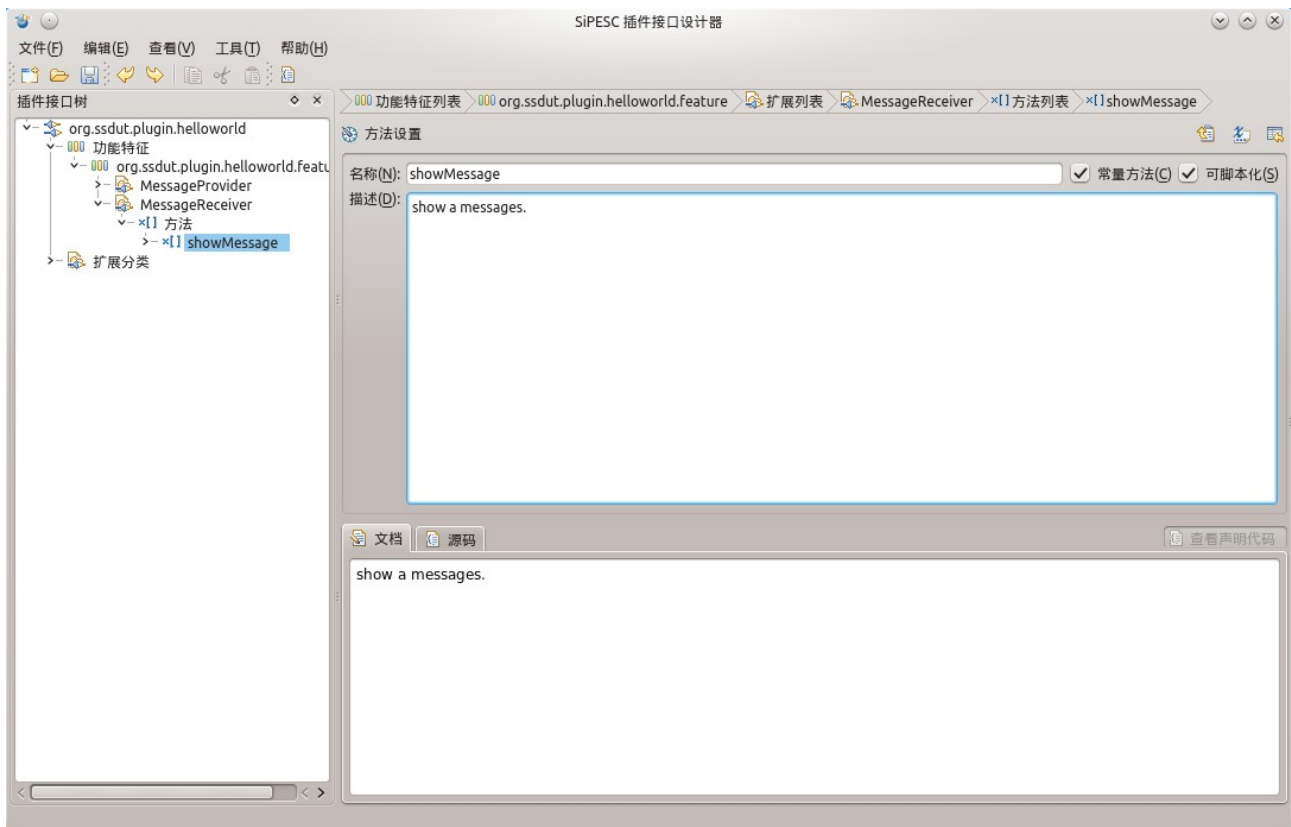 SiPESC 插件接口设计器
文件(F) 编辑(E) 查看(V) 工具(T) 帮助(H)
插件接口树
功能特征列表 org.ssdut.plugin.helloworld.feature 扩展列表 MessageReceiver 方法列表 showMessage
org.ssdut.plugin.helloworld
功能特征
org.ssdut.plugin.helloworld.featu
MessageProvider
MessageReceiver
方法
showMessage
扩展分类
方法设置
名称(N): showMessage 常量方法(C) 可脚本化(S)
描述(D): show a messages.
文档 源码 查看声明代码
show a messages.